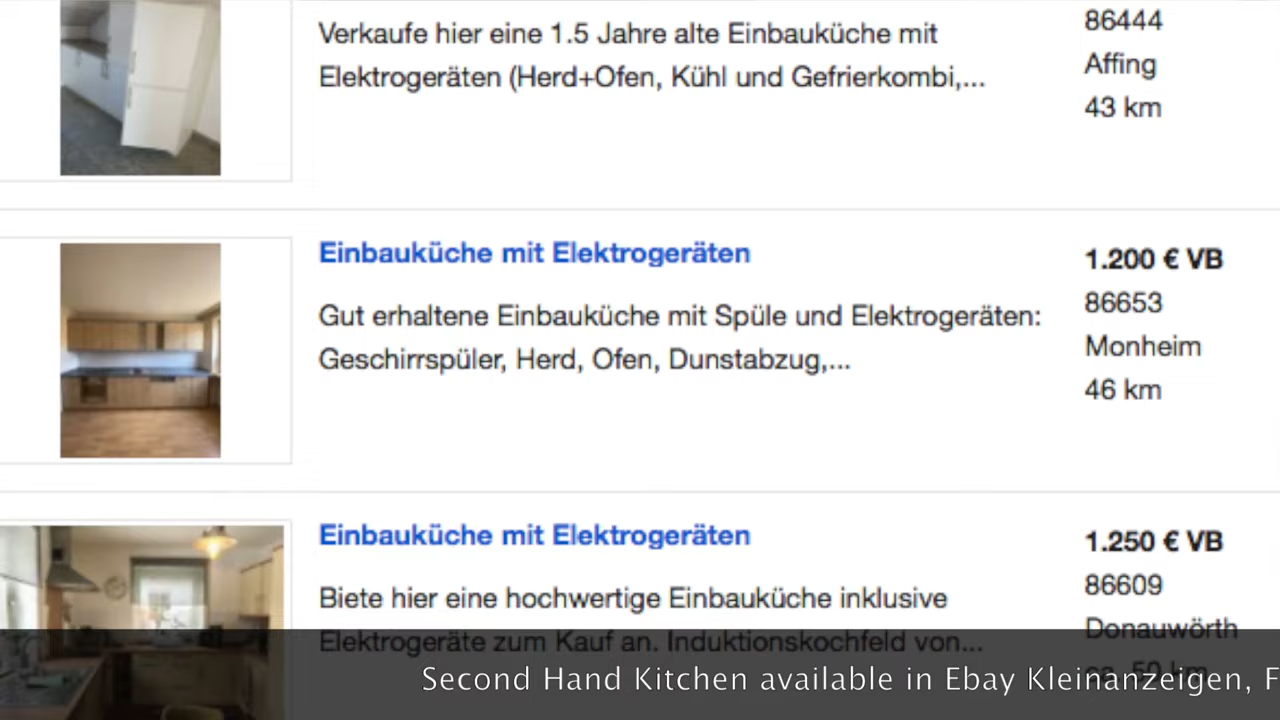 Verkaufe hier eine 1.5 Jahre alte Einbauküche mit
Elektrogeräten (Herd+Ofen, Kühl und Gefrierkombi,...
86444
Affing
43 km
Einbauküche mit Elektrogeräten
Gut erhaltene Einbauküche mit Spüle und Elektrogeräten:
Geschirrspüler, Herd, Ofen, Dunstabzug,...
1.200 € VB
86653
Monheim
46 km
Einbauküche mit Elektrogeräten
Biete hier eine hochwertige Einbauküche inklusive
Elektrogeräte zum Kauf an. Induktionskochfeld von...
1.250 € VB
86609
Donauwörth
ca. 50 km
Second Hand Kitchen available in Ebay Kleinanzeigen, F